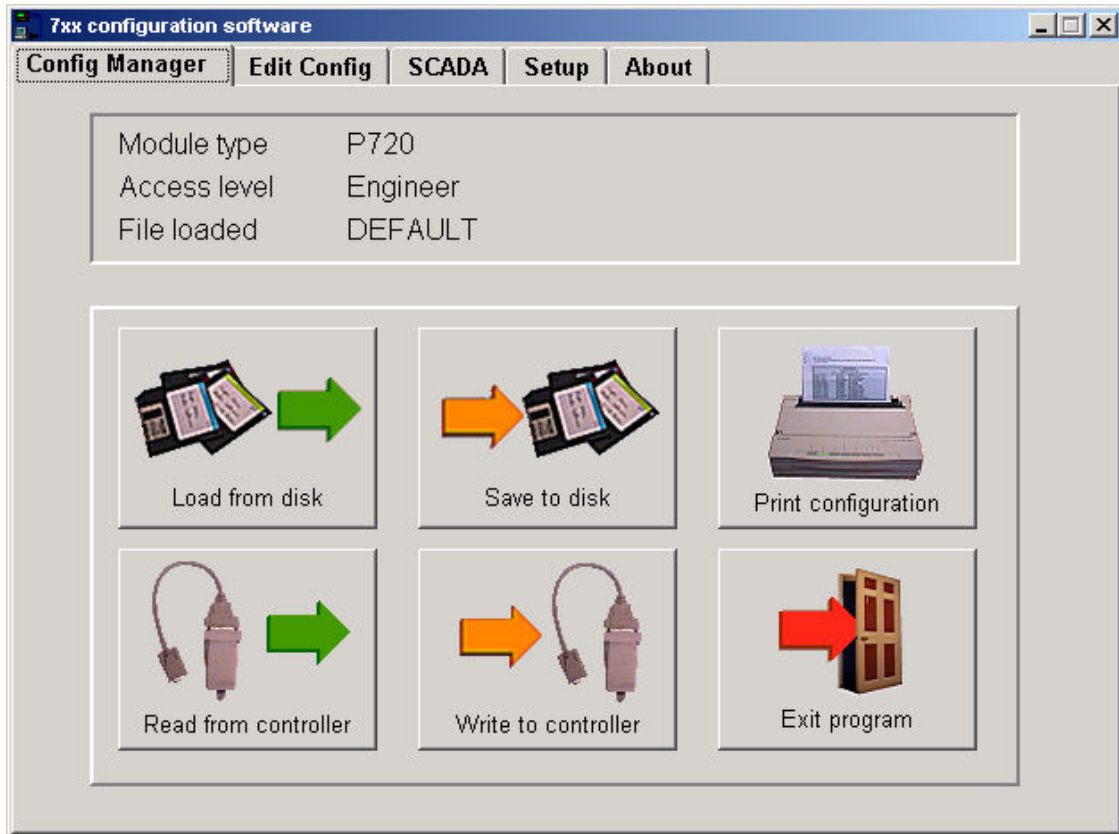 7xx configuration software
Config Manager Edit Config SCADA Setup About
Module type P720
Access level Engineer
File loaded DEFAULT
Load from disk Save to disk Print configuration
Read from controller Write to controller Exit program